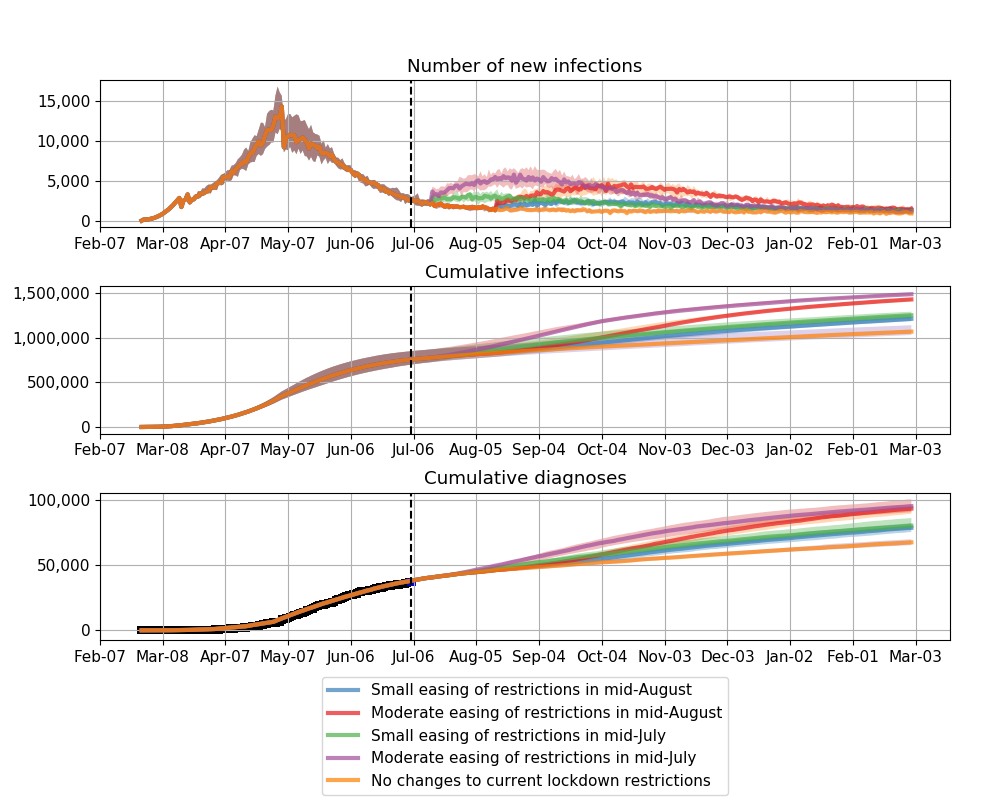 Number of new infections
15,000
10,000
5,000
0
Feb-07 Mar-08 Apr-07 May-07 Jun-06 Jul-06 Aug-05 Sep-04 Oct-04 Nov-03 Dec-03 Jan-02 Feb-01 Mar-03
Cumulative infections
1,500,000
1,000,000
500,000
0
Feb-07 Mar-08 Apr-07 May-07 Jun-06 Jul-06 Aug-05 Sep-04 Oct-04 Nov-03 Dec-03 Jan-02 Feb-01 Mar-03
Cumulative diagnoses
100,000
50,000
0
Feb-07 Mar-08 Apr-07 May-07 Jun-06 Jul-06 Aug-05 Sep-04 Oct-04 Nov-03 Dec-03 Jan-02 Feb-01 Mar-03
Small easing of restrictions in mid-August
Moderate easing of restrictions in mid-August
Small easing of restrictions in mid-July
Moderate easing of restrictions in mid-July
No changes to current lockdown restrictions